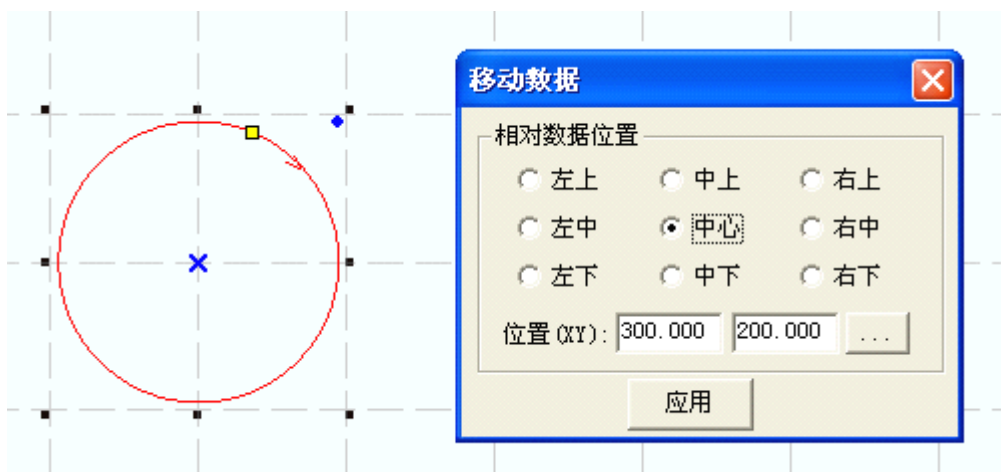 移动数据
相对数据位置
左上 中上 右上
左中 中心 右中
左下 中下 右下
位置(XY): 300.000 200.000 ...
应用